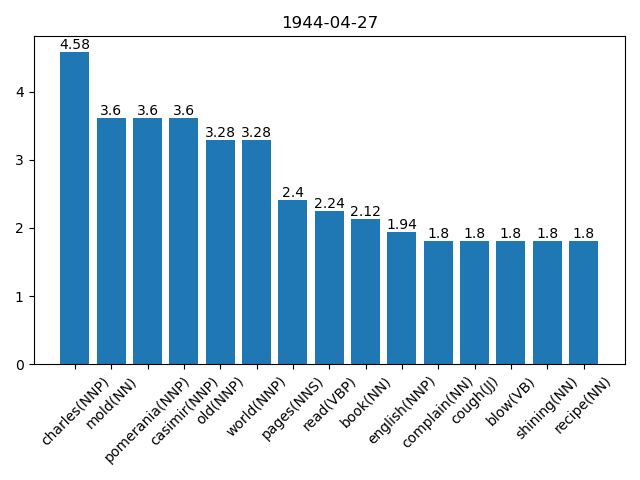 1944-04-27
4.58
3.6
3.6
3.6
3.28
3.28
2.4
2.24
2.12
1.94
1.8
1.8
1.8
1.8
1.8
4
3
2
1
0
charles(NNP)
mold(NN)
pomerania(NNP)
casimir(NNP)
old(NNP)
world(NNP)
pages(NNS)
read(VBP)
book(NN)
english(NNP)
complain(NN)
cough(JJ)
blow(VB)
shining(NN)
recipe(NN)